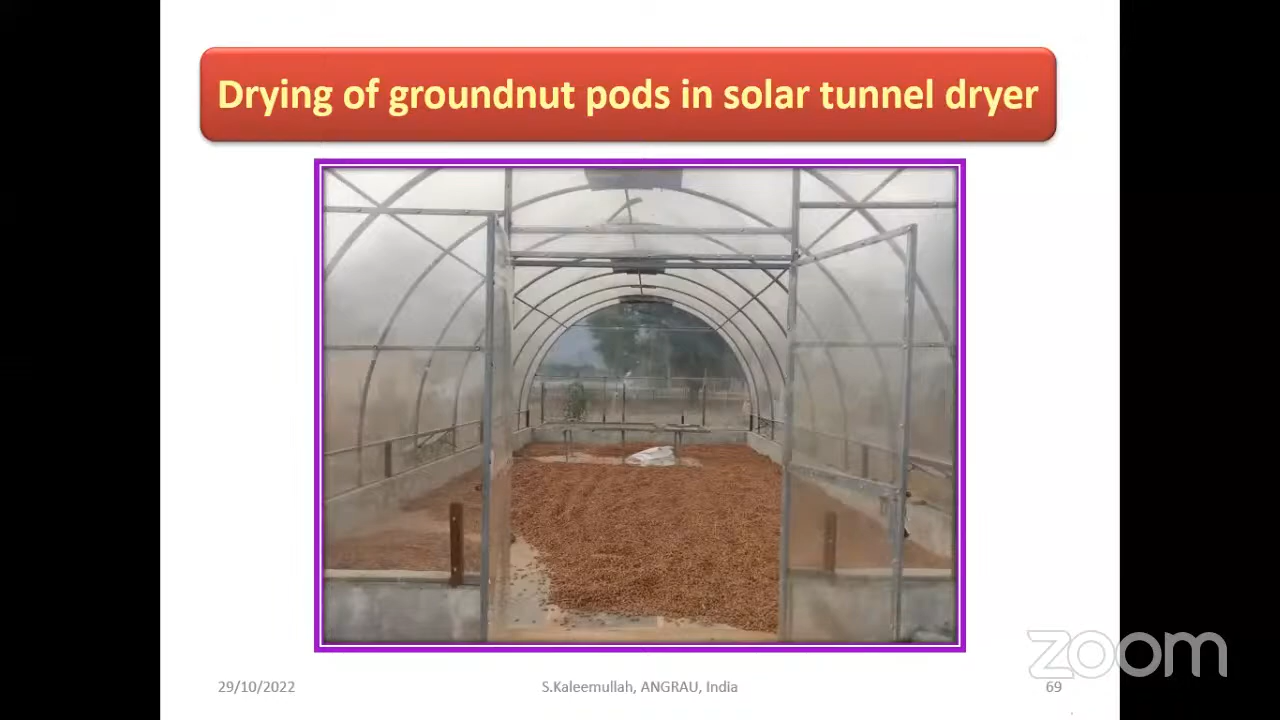 Drying of groundnut pods in solar tunnel dryer
zoom
29/10/2022
S.Kaleemullah, ANGRAU, India
69